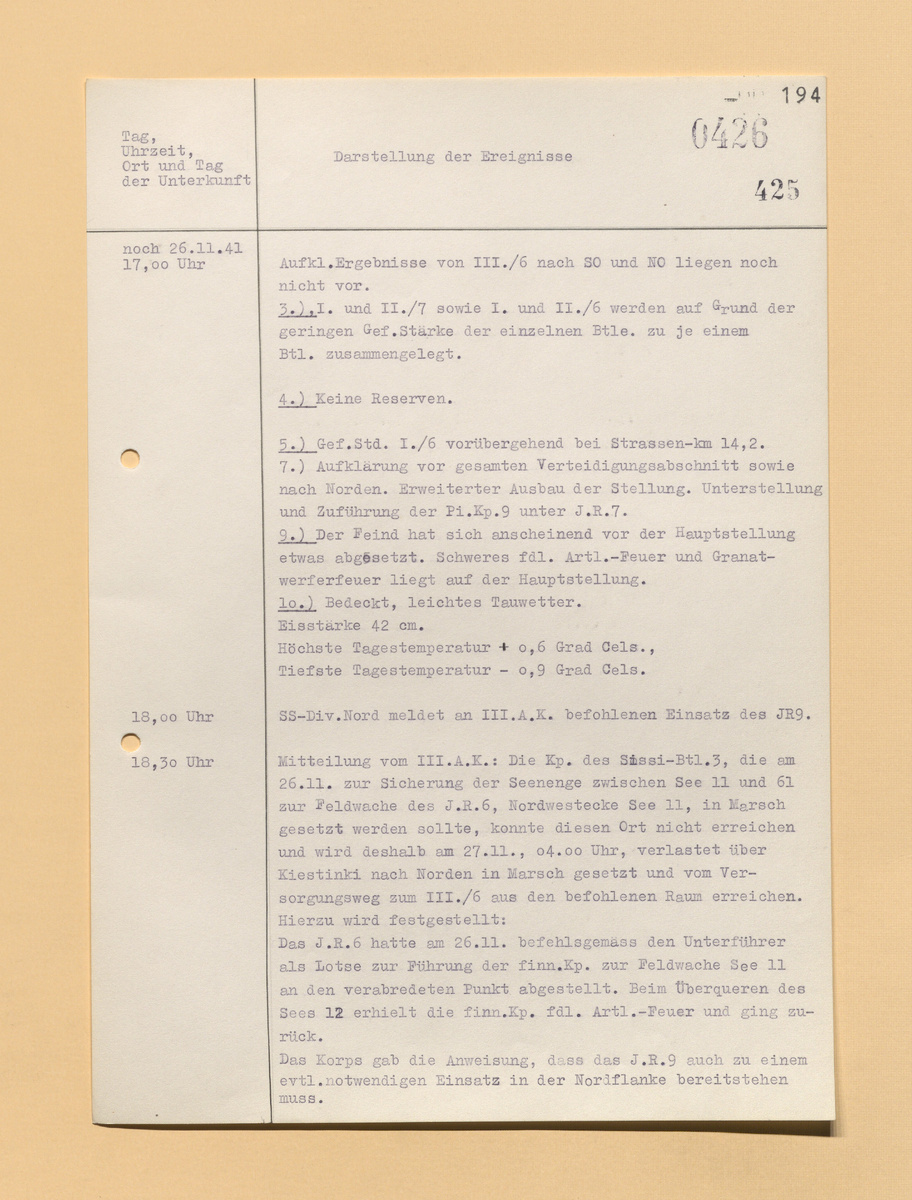 194
0426
425
Tag,
Uhrzeit,
Ort und Tag
der Unterkunft
Darstellung der Ereignisse
noch 26.11.41
17,oo Uhr
Aufkl.Ergebnisse von III./6 nach SO und NO liegen noch
nicht vor.
3.),I. und II./7 sowie I. und II./6 werden auf Grund der
geringen Gef.Stärke der einzelnen Btle. zu je einem
Btl. zusammengelegt.
4.) Keine Reserven.
5.) Gef.Std. I./6 vorübergehend bei Strassen-km 14,2.
7.) Aufklärung vor gesamten Verteidigungsabschnitt sowie
nach Norden. Erweiterter Ausbau der Stellung. Unterstellung
und Zuführung der Pi.Kp.9 unter J.R.7.
9.) Der Feind hat sich anscheinend vor der Hauptstellung
etwas abgesetzt. Schweres fdl. Artl.-Feuer und Granat-
werferfeuer liegt auf der Hauptstellung.
1o.) Bedeckt, leichtes Tauwetter.
Eisstärke 42 cm.
Höchste Tagestemperatur + o,6 Grad Cels.,
Tiefste Tagestemperatur - o,9 Grad Cels.
18,oo Uhr
SS-Div.Nord meldet an III.A.K. befohlenen Einsatz des JR9.
18,3o Uhr
Mitteilung vom III.A.K.: Die Kp. des Sissi-Btl.3, die am
26.11. zur Sicherung der Seenenge zwischen See 11 und 61
zur Feldwache des J.R.6, Nordwestecke See 11, in Marsch
gesetzt werden sollte, konnte diesen Ort nicht erreichen
und wird deshalb am 27.11., o4.oo Uhr, verlastet über
Kiestinki nach Norden in Marsch gesetzt und vom Ver-
sorgungsweg zum III./6 aus den befohlenen Raum erreichen.
Hierzu wird festgestellt:
Das J.R.6 hatte am 26.11. befehlsgemäss den Unterführer
als Lotse zur Führung der finn.Kp. zur Feldwache See 11
an den verabredeten Punkt abgestellt. Beim Überqueren des
Sees 12 erhielt die finn.Kp. fdl. Artl.-Feuer und ging zu-
rück.
Das Korps gab die Anweisung, dass das J.R.9 auch zu einem
evtl.notwendigen Einsatz in der Nordflanke bereitstehen
muss.